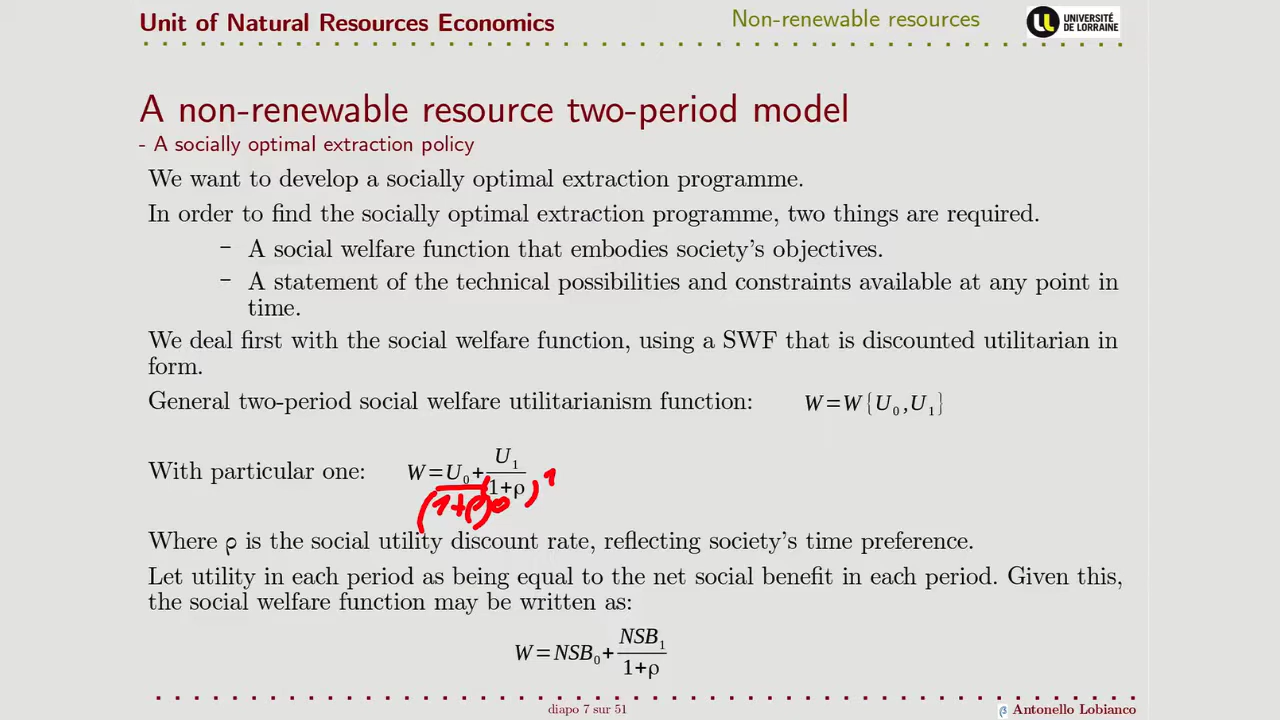 Unit of Natural Resources Economics
Non-renewable resources
UNIVERSITÉ
DE LORRAINE
A non-renewable resource two-period model
- A socially optimal extraction policy
We want to develop a socially optimal extraction programme.
In order to find the socially optimal extraction programme, two things are required.
– A social welfare function that embodies society's objectives.
– A statement of the technical possibilities and constraints available at any point in
time.
We deal first with the social welfare function, using a SWF that is discounted utilitarian in
form.
General two-period social welfare utilitarianism function: W=W{U₀,U₁}
With particular one: W=U₀+U₁/1+ρ
(1+ρ)0 )1
Where ρ is the social utility discount rate, reflecting society's time preference.
Let utility in each period as being equal to the net social benefit in each period. Given this,
the social welfare function may be written as:
W=NSB₀+NSB₁/1+ρ
diapo 7 sur 51
β Antonello Lobianco